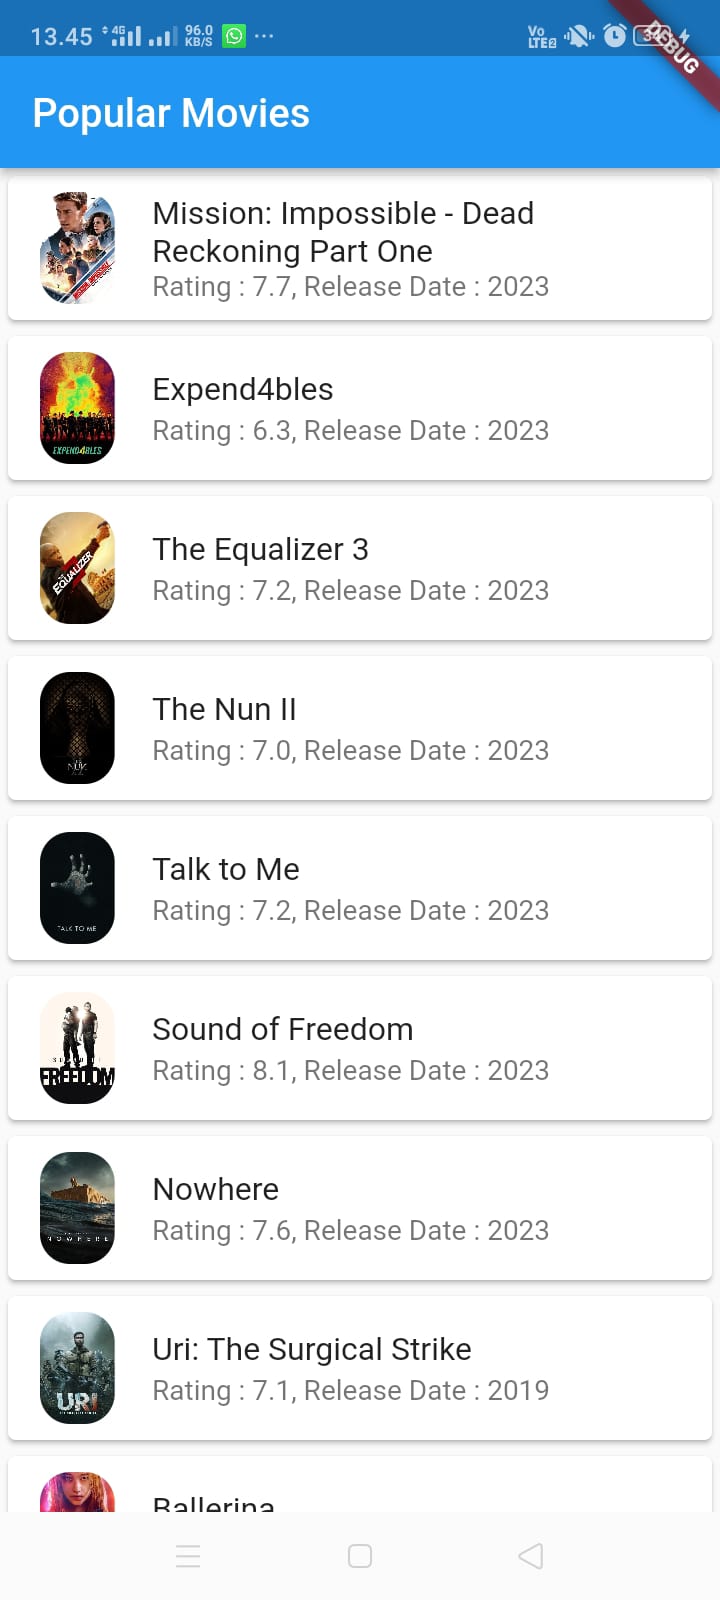 13.45 4G 96.0 KB/S Vo LTE2
DEBUG
Popular Movies
Mission: Impossible - Dead
Reckoning Part One
Rating : 7.7, Release Date : 2023
Expend4bles
Rating : 6.3, Release Date : 2023
EXPEND4BLES
The Equalizer 3
Rating : 7.2, Release Date : 2023
EQUALIZER
The Nun II
Rating : 7.0, Release Date : 2023
NUN
Talk to Me
Rating : 7.2, Release Date : 2023
TALK TO ME
Sound of Freedom
Rating : 8.1, Release Date : 2023
FREEDOM
Nowhere
Rating : 7.6, Release Date : 2023
NOWHERE
Uri: The Surgical Strike
Rating : 7.1, Release Date : 2019
URI
Ballerina